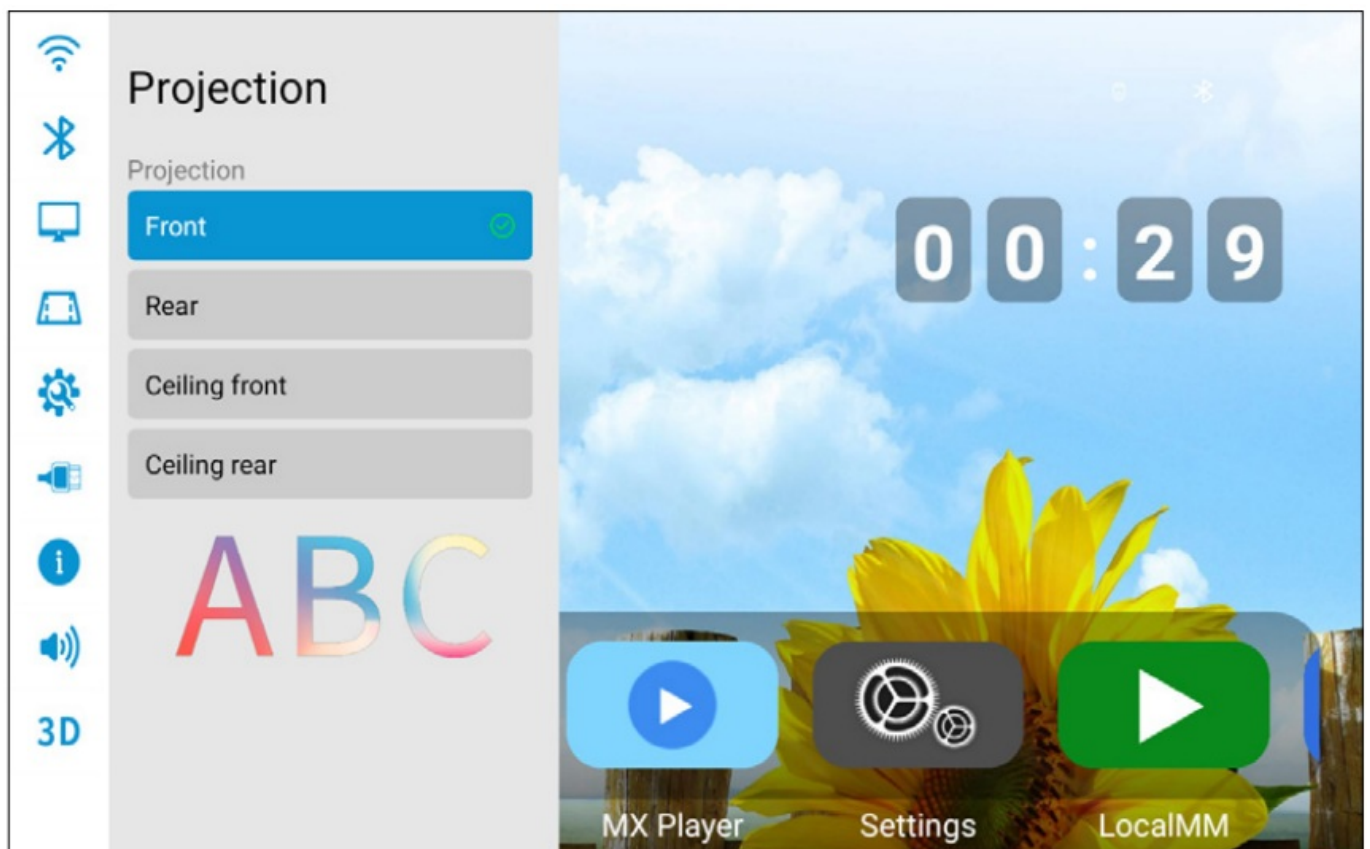 Projection
Projection
Front
Rear
Ceiling front
Ceiling rear
ABC
3D
00:29
MX Player
Settings
LocalMM